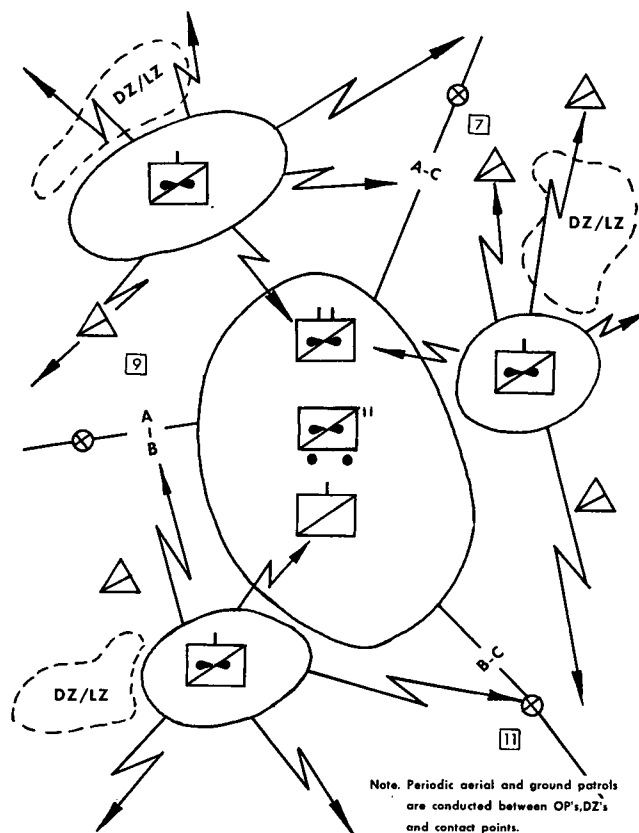 DZ/LZ
7
A-C
DZ/LZ
9
A
B
DZ/LZ
B-C
11
Note. Periodic aerial and ground patrols
are conducted between OP's,DZ's
and contact points.